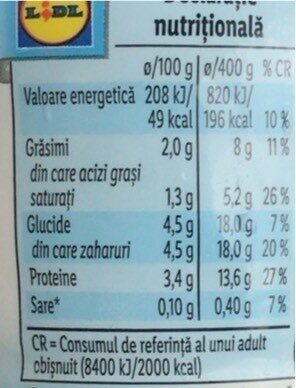 LIDL
Declarație
nutrițională
ø/100 g ø/400 g % CR
Valoare energetică 208 kJ/ 820 kJ/
49 kcal 196 kcal 10 %
Grăsimi 2,0 g 8 g 11 %
din care acizi grași
saturați 1,3 g 5,2 g 26 %
Glucide 4,5 g 18,0 g 7 %
din care zaharuri 4,5 g 18,0 g 20 %
Proteine 3,4 g 13,6 g 27 %
Sare* 0,10 g 0,40 g 7 %
CR = Consumul de referință al unui adult
obișnuit (8400 kJ/2000 kcal)